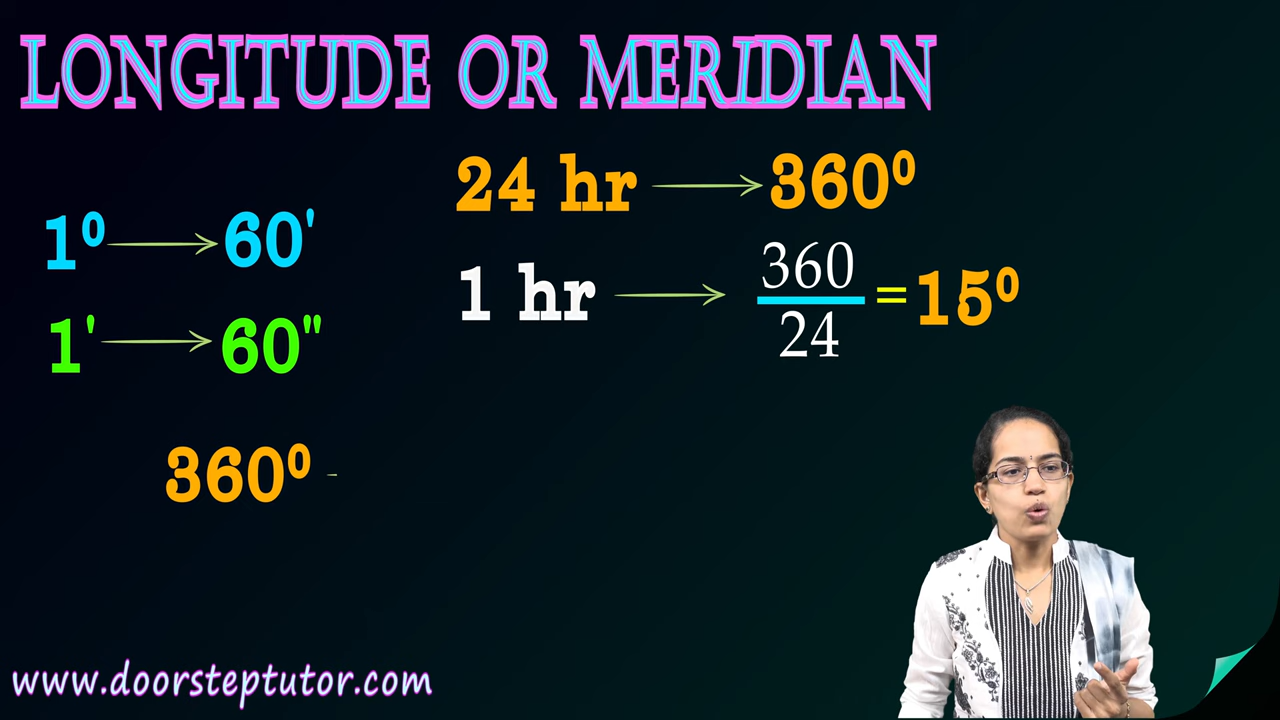 LONGITUDE OR MERIDIAN
24 hr → 360⁰
1⁰ → 60'
1 hr → 360/24 = 15⁰
1' → 60"
360⁰
www.doorsteptutor.com